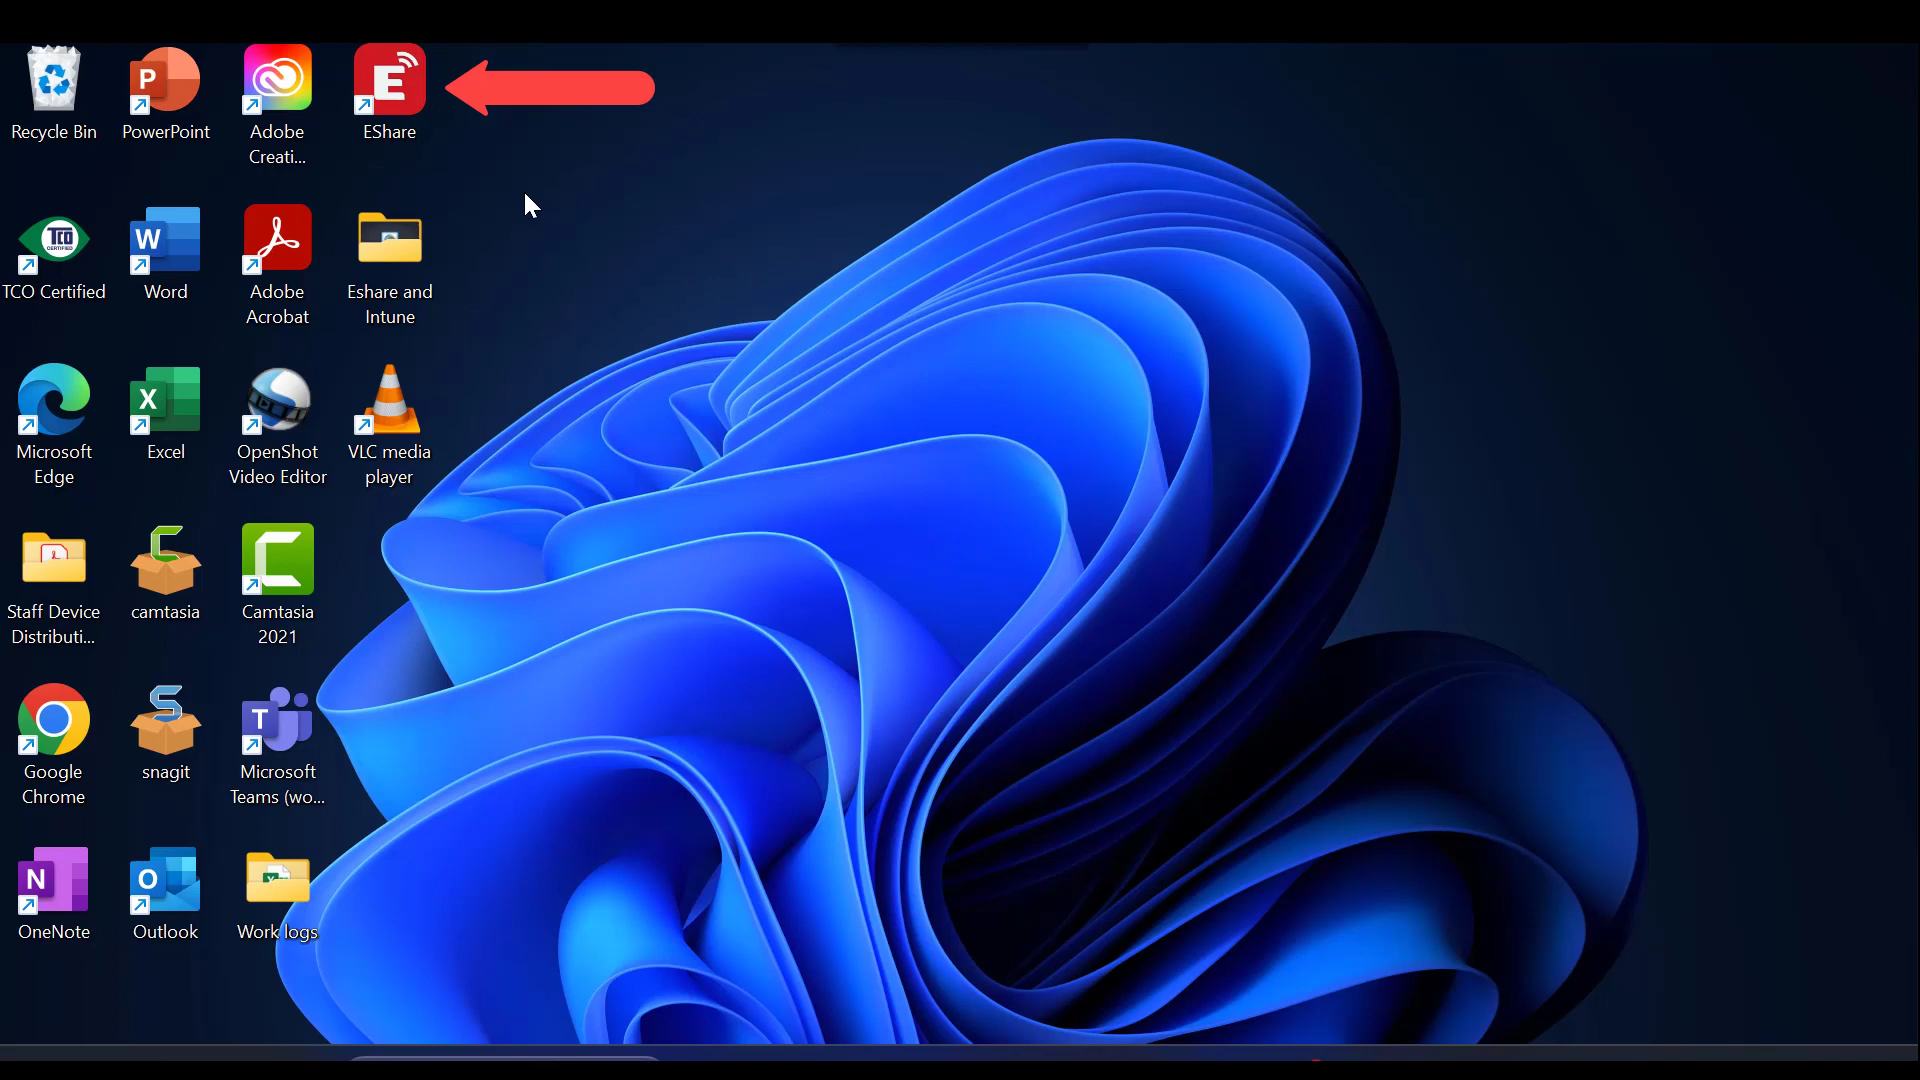 Recycle Bin
PowerPoint
Adobe
Creati...
E
EShare
TCO
CERTIFIED
TCO Certified
W
Word
Adobe
Acrobat
Eshare and
Intune
Microsoft
Edge
X
Excel
OpenShot
Video Editor
VLC media
player
Staff Device
Distributi...
camtasia
Camtasia
2021
Google
Chrome
snagit
T
Microsoft
Teams (wo...
N
OneNote
O
Outlook
Work logs
P